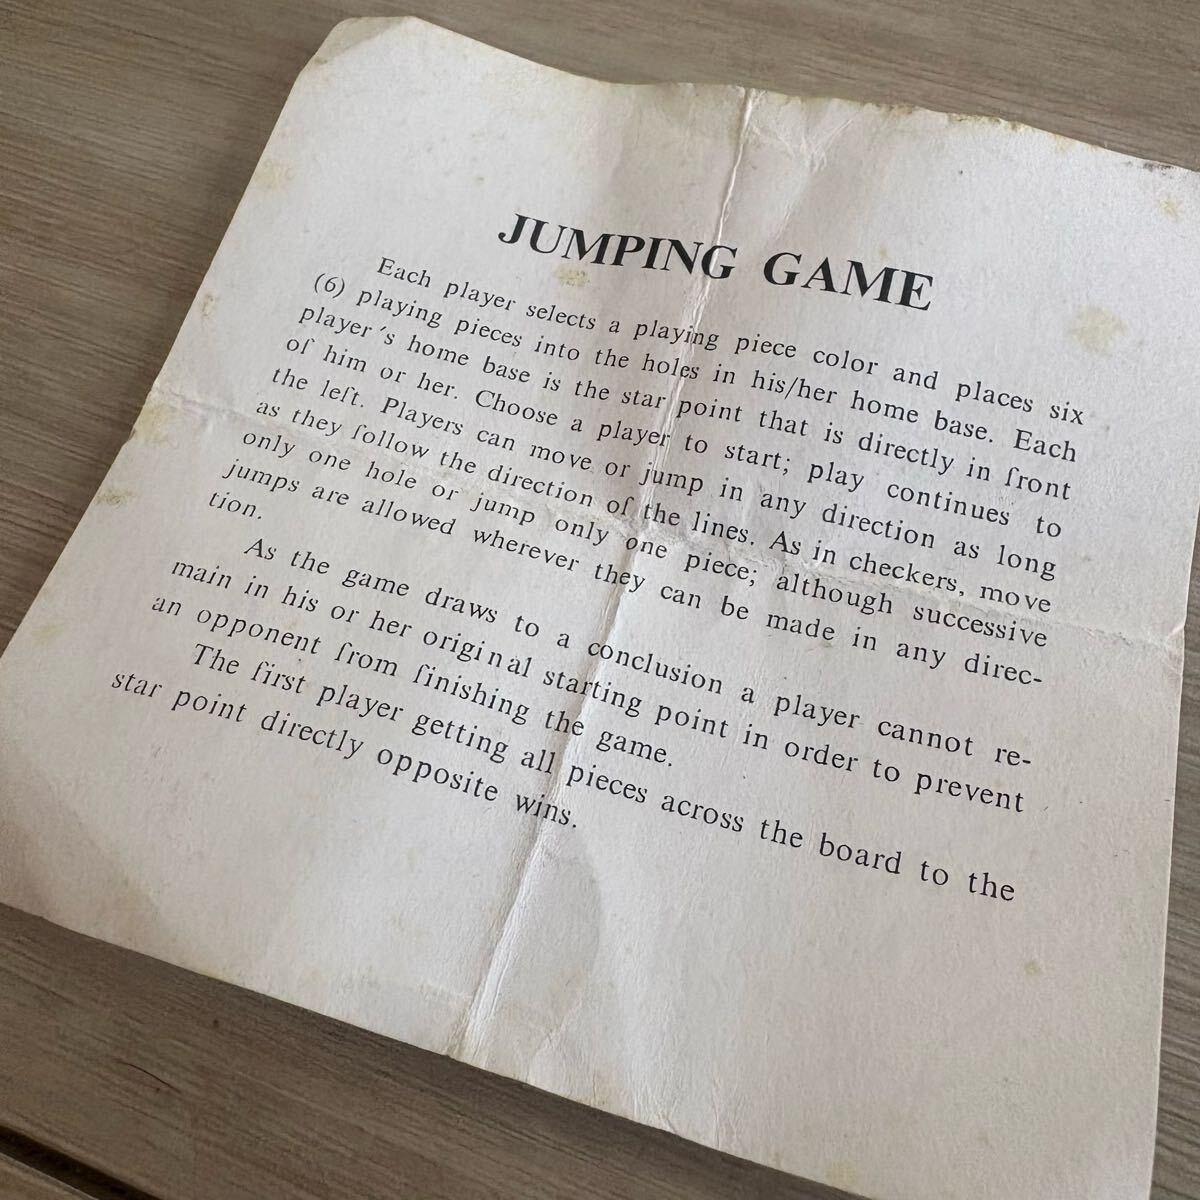 JUMPING GAME
Each player selects a playing piece color and places six
(6) playing pieces into the holes in his/her home base. Each
player's home base is the star point that is directly in front
of him or her. Choose a player to start; play continues to
the left. Players can move or jump in any direction as long
as they follow the direction of the lines. As in checkers, move
only one hole or jump only one piece; although successive
jumps are allowed wherever they can be made in any direc-
tion.
As the game draws to a conclusion a player cannot re-
main in his or her original starting point in order to prevent
an opponent from finishing the game.
The first player getting all pieces across the board to the
star point directly opposite wins.